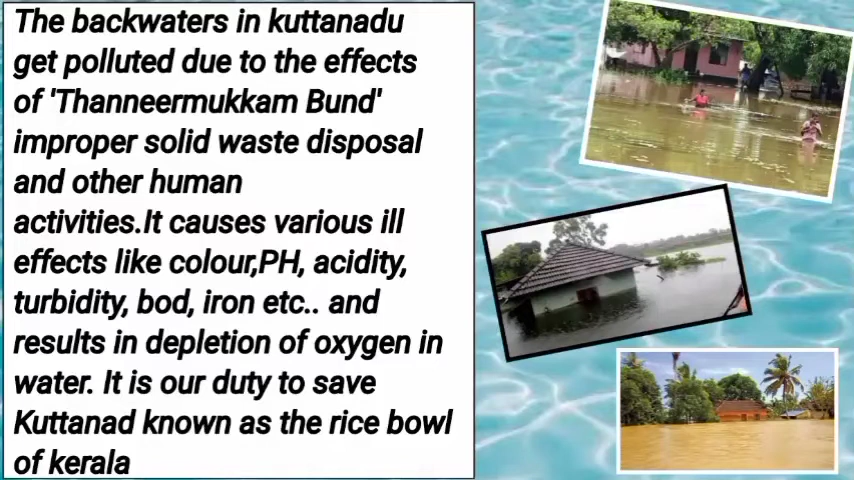 The backwaters in kuttanadu
get polluted due to the effects
of 'Thanneermukkam Bund'
improper solid waste disposal
and other human
activities.It causes various ill
effects like colour,PH, acidity,
turbidity, bod, iron etc.. and
results in depletion of oxygen in
water. It is our duty to save
Kuttanad known as the rice bowl
of kerala